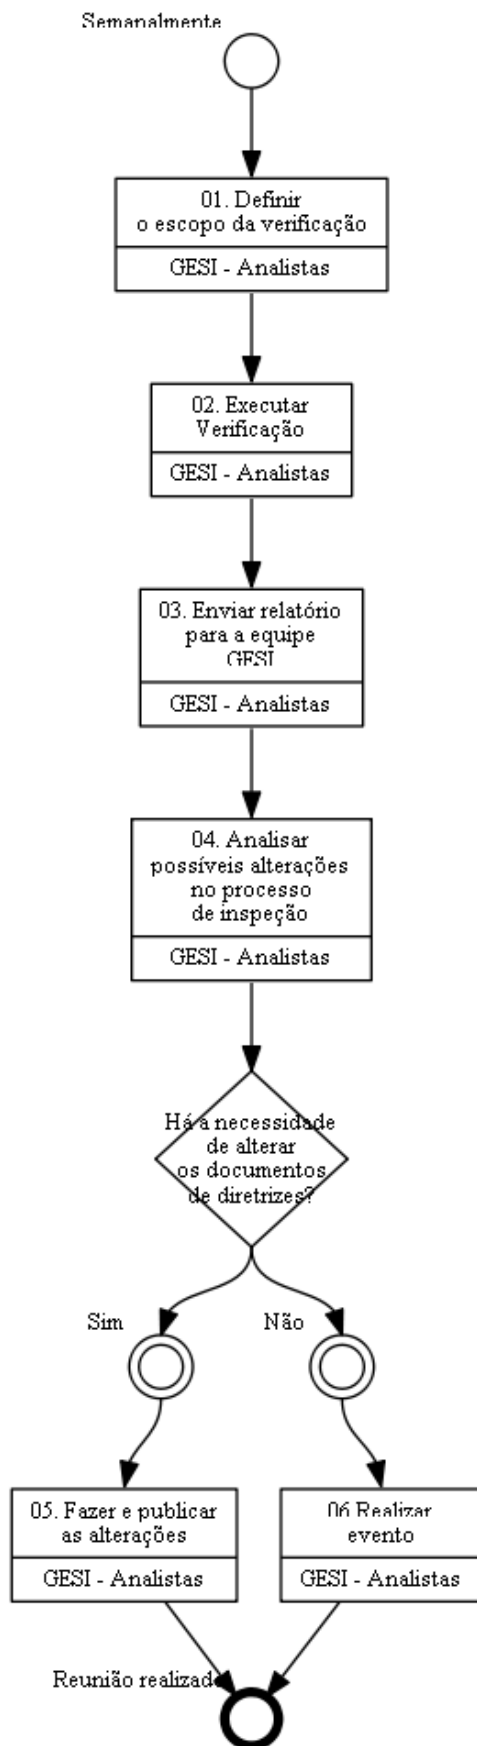 Semanalmente
01. Definir
o escopo da verificação
GESI - Analistas
02. Executar
Verificação
GESI - Analistas
03. Enviar relatório
para a equipe
GESI
GESI - Analistas
04. Analisar
possíveis alterações
no processo
de inspeção
GESI - Analistas
Há a necessidade
de alterar
os documentos
de diretrizes?
Sim
Não
05. Fazer e publicar
as alterações
GESI - Analistas
06 Realizar
evento
GESI - Analistas
Reunião realizada